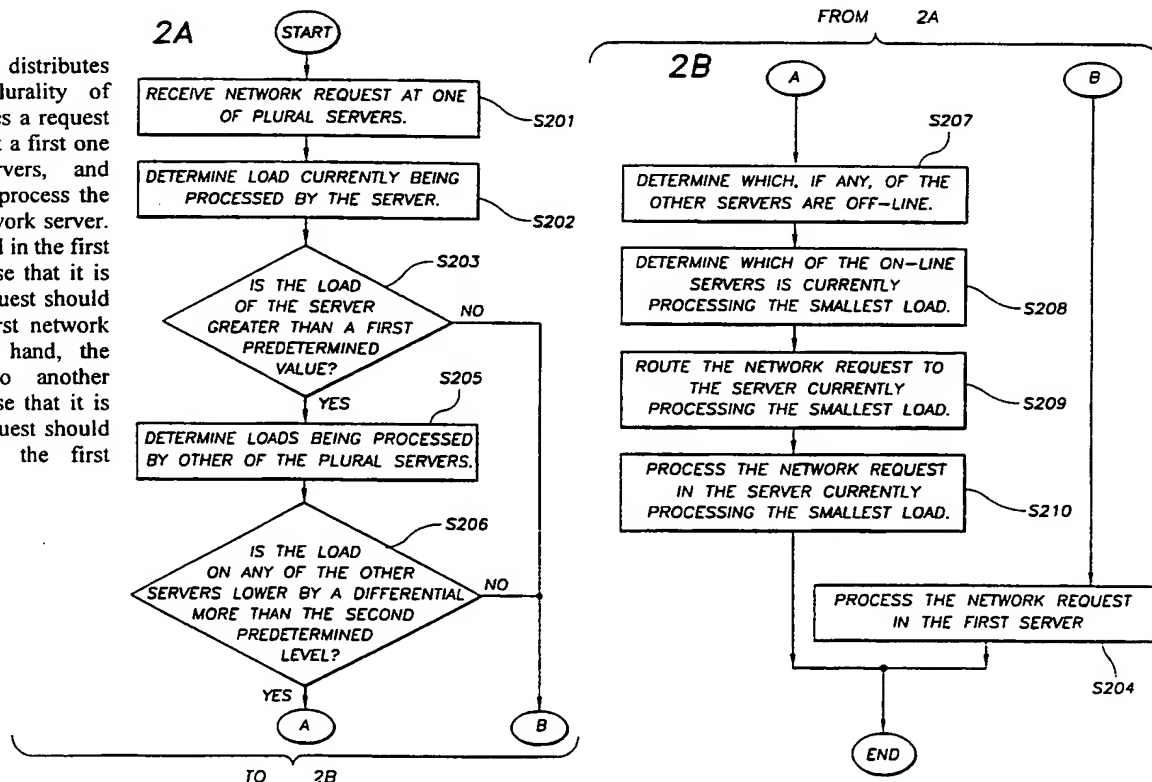 distributes
lurality of
es a request
t a first one
rvers, and
process the
work server.
l in the first
se that it is
uest should
rst network
hand, the
o another
se that it is
uest should
the first
2A
START
RECEIVE NETWORK REQUEST AT ONE
OF PLURAL SERVERS.
S201
DETERMINE LOAD CURRENTLY BEING
PROCESSED BY THE SERVER.
S202
S203
IS THE LOAD
OF THE SERVER
GREATER THAN A FIRST
PREDETERMINED
VALUE?
NO
YES
S205
DETERMINE LOADS BEING PROCESSED
BY OTHER OF THE PLURAL SERVERS.
S206
IS THE LOAD
ON ANY OF THE OTHER
SERVERS LOWER BY A DIFFERENTIAL
MORE THAN THE SECOND
PREDETERMINED
LEVEL?
NO
YES
A
B
TO 2B
FROM 2A
2B
A
B
S207
DETERMINE WHICH, IF ANY, OF THE
OTHER SERVERS ARE OFF-LINE.
DETERMINE WHICH OF THE ON-LINE
SERVERS IS CURRENTLY
PROCESSING THE SMALLEST LOAD.
S208
ROUTE THE NETWORK REQUEST TO
THE SERVER CURRENTLY
PROCESSING THE SMALLEST LOAD.
S209
PROCESS THE NETWORK REQUEST
IN THE SERVER CURRENTLY
PROCESSING THE SMALLEST LOAD.
S210
PROCESS THE NETWORK REQUEST
IN THE FIRST SERVER
S204
END